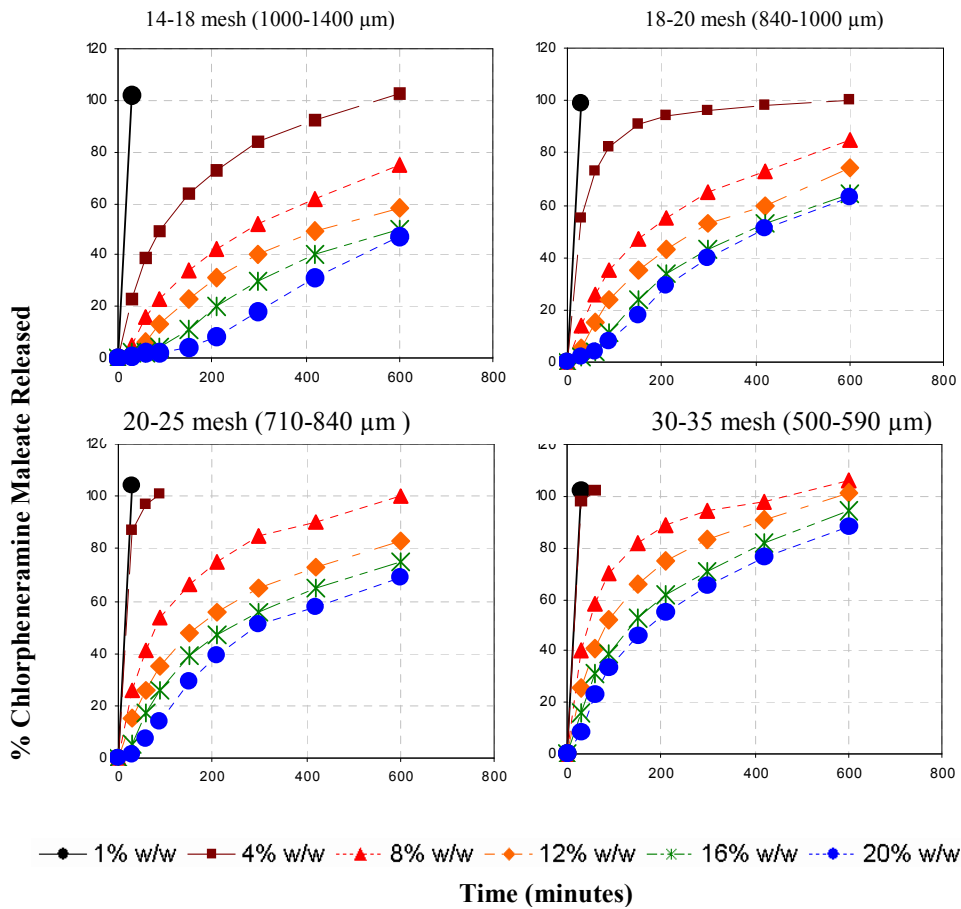 14-18 mesh (1000-1400 µm)
18-20 mesh (840-1000 µm)
120
100
80
60
40
20
0
0 200 400 600 800
120
100
80
60
40
20
0
0 200 400 600 800
20-25 mesh (710-840 µm )
30-35 mesh (500-590 µm)
120
100
80
60
40
20
0
0 200 400 600 800
120
100
80
60
40
20
0
0 200 400 600 800
% Chlorpheneramine Maleate Released
1% w/w 4% w/w 8% w/w 12% w/w 16% w/w 20% w/w
Time (minutes)